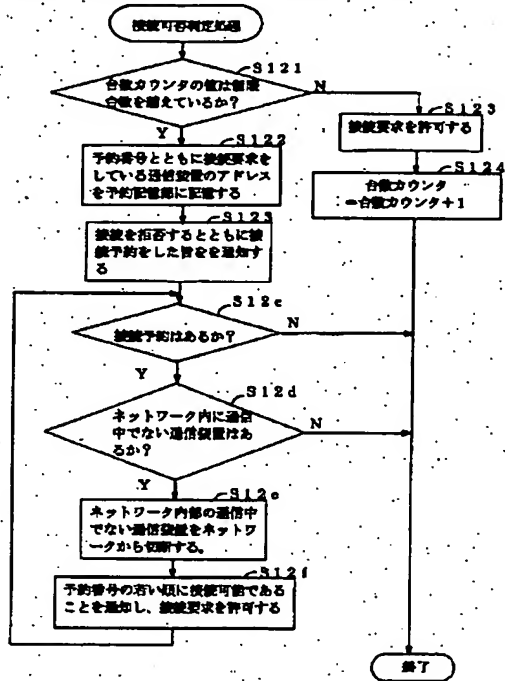 接続可否判定処理
S121
台数カウンタの値は制限
台数を超えているか?
N
Y
S123
接続要求を許可する
S122
予約番号とともに接続要求を
している通信装置のアドレス
を予約記憶部に記憶する
S124
台数カウンタ
=台数カウンタ+1
S123
接続を拒否するとともに接
続予約をした旨をを通知す
る
S12c
接続予約はあるか?
N
Y
S12d
ネットワーク内に通信
中でない通信装置はあ
るか?
N
Y
S12e
ネットワータ内部の通信中
でない通信装置をネットワ
ークから切断する。
S12f
予約番号の若い順に接続可能である
ことを通知し、接続要求を許可する
終了